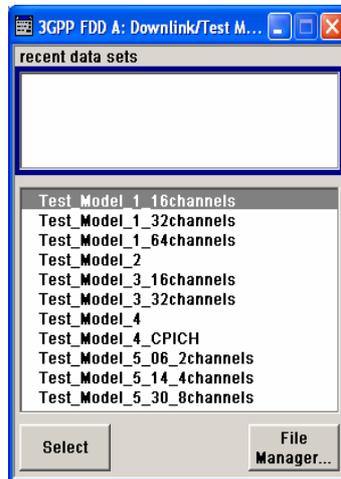 3GPP FDD A: Downlink/Test M...
recent data sets
Test_Model_1_16channels
Test_Model_1_32channels
Test_Model_1_64channels
Test_Model_2
Test_Model_3_16channels
Test_Model_3_32channels
Test_Model_4
Test_Model_4_CPICH
Test_Model_5_06_2channels
Test_Model_5_14_4channels
Test_Model_5_30_8channels
Select
File
Manager...